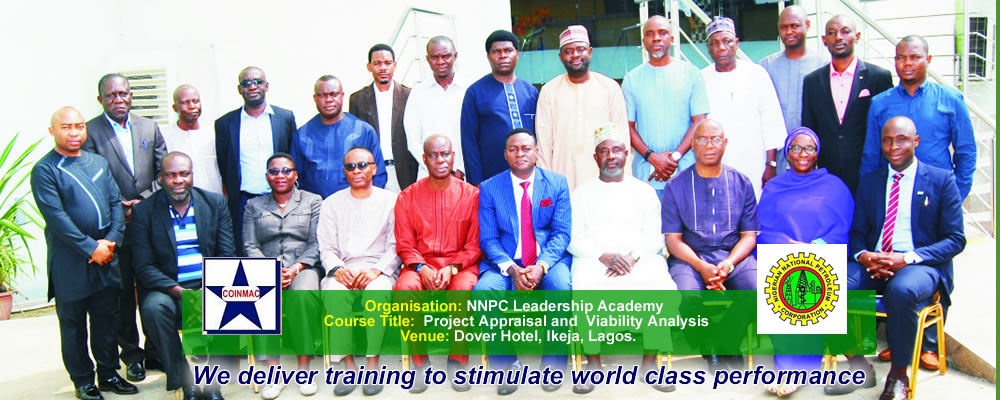 COINMAC
Organisation: NNPC Leadership Academy
Course Title: Project Appraisal and Viability Analysis
Venue: Dover Hotel, Ikeja, Lagos.
NIGERIAN NATIONAL PETROLEUM
CORPORATION
We deliver training to stimulate world class performance